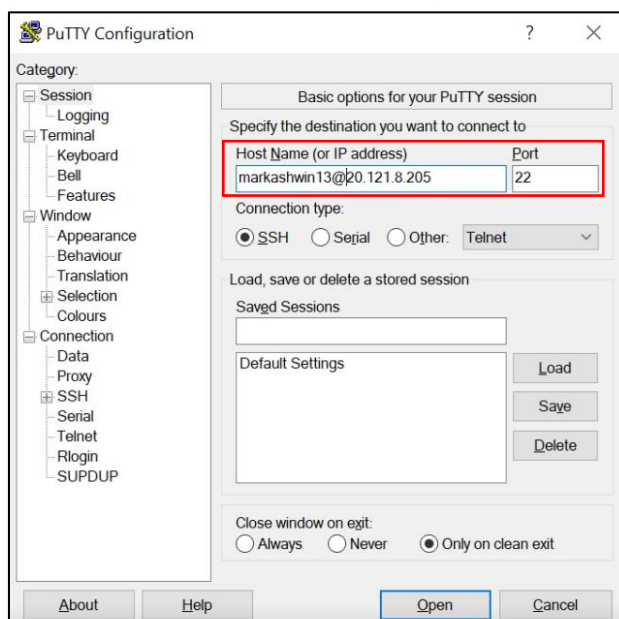 PuTTY Configuration
?
Category:
Session
Logging
Terminal
Keyboard
Bell
Features
Window
Appearance
Behaviour
Translation
Selection
Colours
Connection
Data
Proxy
SSH
Serial
Telnet
Rlogin
SUPDUP
Basic options for your PuTTY session
Specify the destination you want to connect to
Host Name (or IP address) Port
markashwin13@20.121.8.205 22
Connection type:
SSH Serial Other: Telnet
Load, save or delete a stored session
Saved Sessions
Default Settings
Load
Save
Delete
Close window on exit:
Always Never Only on clean exit
About Help Open Cancel